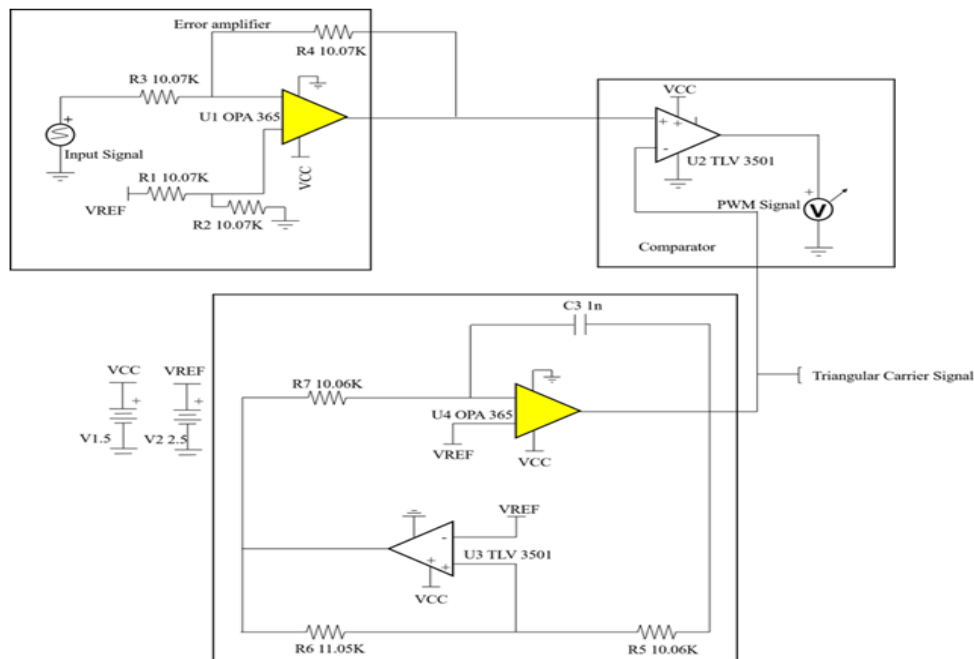 Error amplifier
R4 10.07K
R3 10.07K
U1 OPA 365
+
Input Signal
VCC
R1 10.07K
VREF
R2 10.07K
VCC
+
+
-
U2 TLV 3501
+
PWM Signal
V
Comparator
C3 1n
VCC
VREF
+
+
V1.5
V2 2.5
R7 10.06K
U4 OPA 365
VREF
VCC
Triangular Carrier Signal
VREF
-
U3 TLV 3501
+
+
VCC
R6 11.05K
R5 10.06K